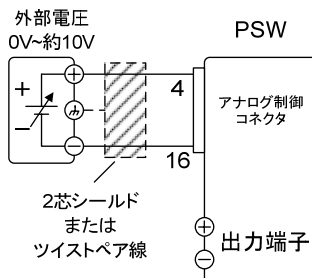 外部電圧
0V~約10V
PSW
4
アナログ制御
コネクタ
16
2芯シールド
または
ツイストペア線
出力端子